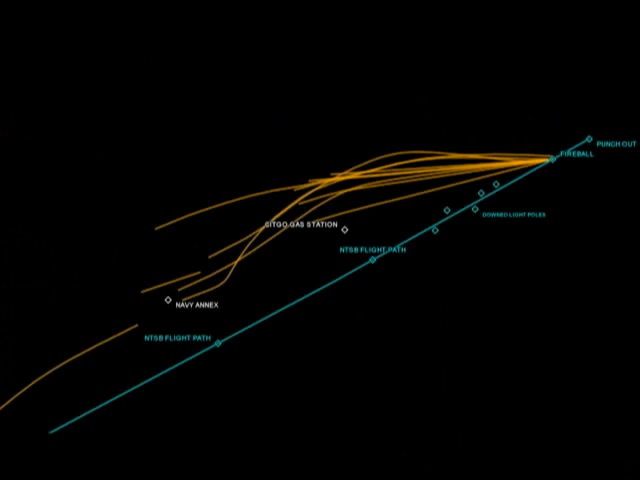 PUNCH OUT
FIREBALL
DOWNED LIGHT POLES
CITGO GAS STATION
NTSB FLIGHT PATH
NAVY ANNEX
NTSB FLIGHT PATH